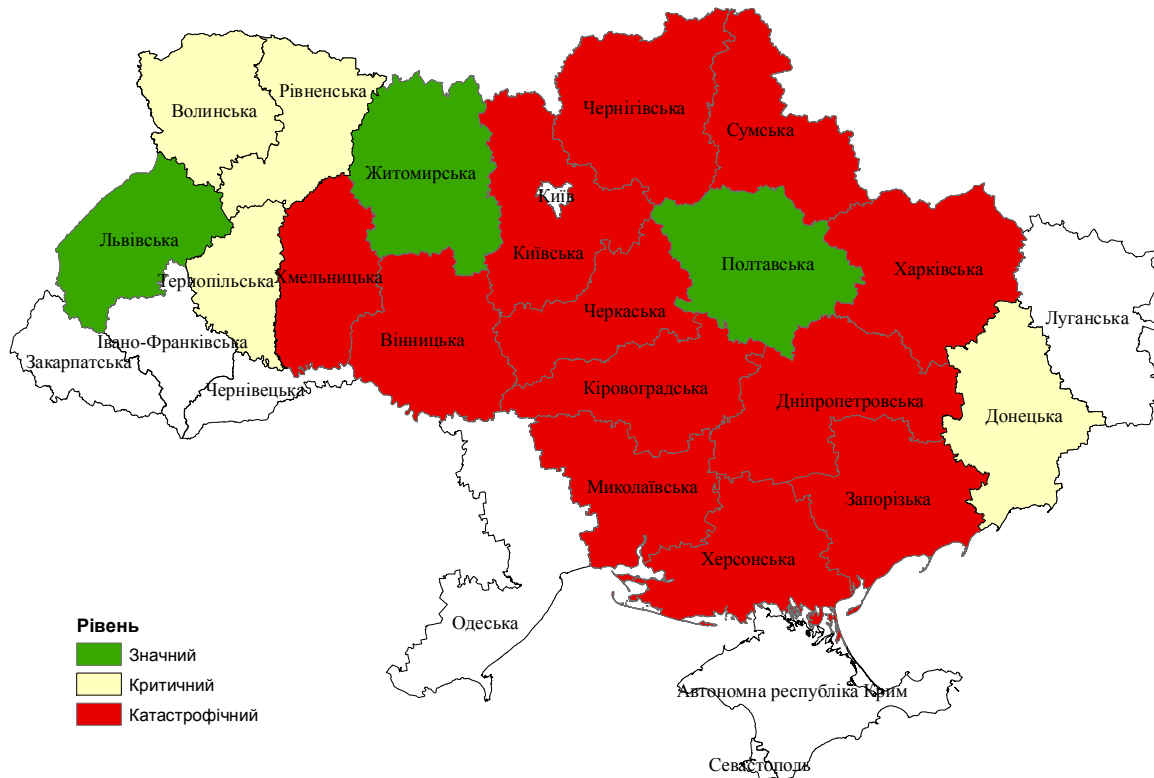 Волинська
Рівненська
Чернігівська
Сумська
Житомирська
Київ
Львівська
Київська
Полтавська
Харківська
Тернопільська
Хмельницька
Черкаська
Луганська
Івано-Франківська
Вінницька
Закарпатська
Чернівецька
Кіровоградська
Дніпропетровська
Донецька
Миколаївська
Запорізька
Херсонська
Одеська
Автономна республіка Крим
Севастополь
Рівень
Значний
Критичний
Катастрофічний